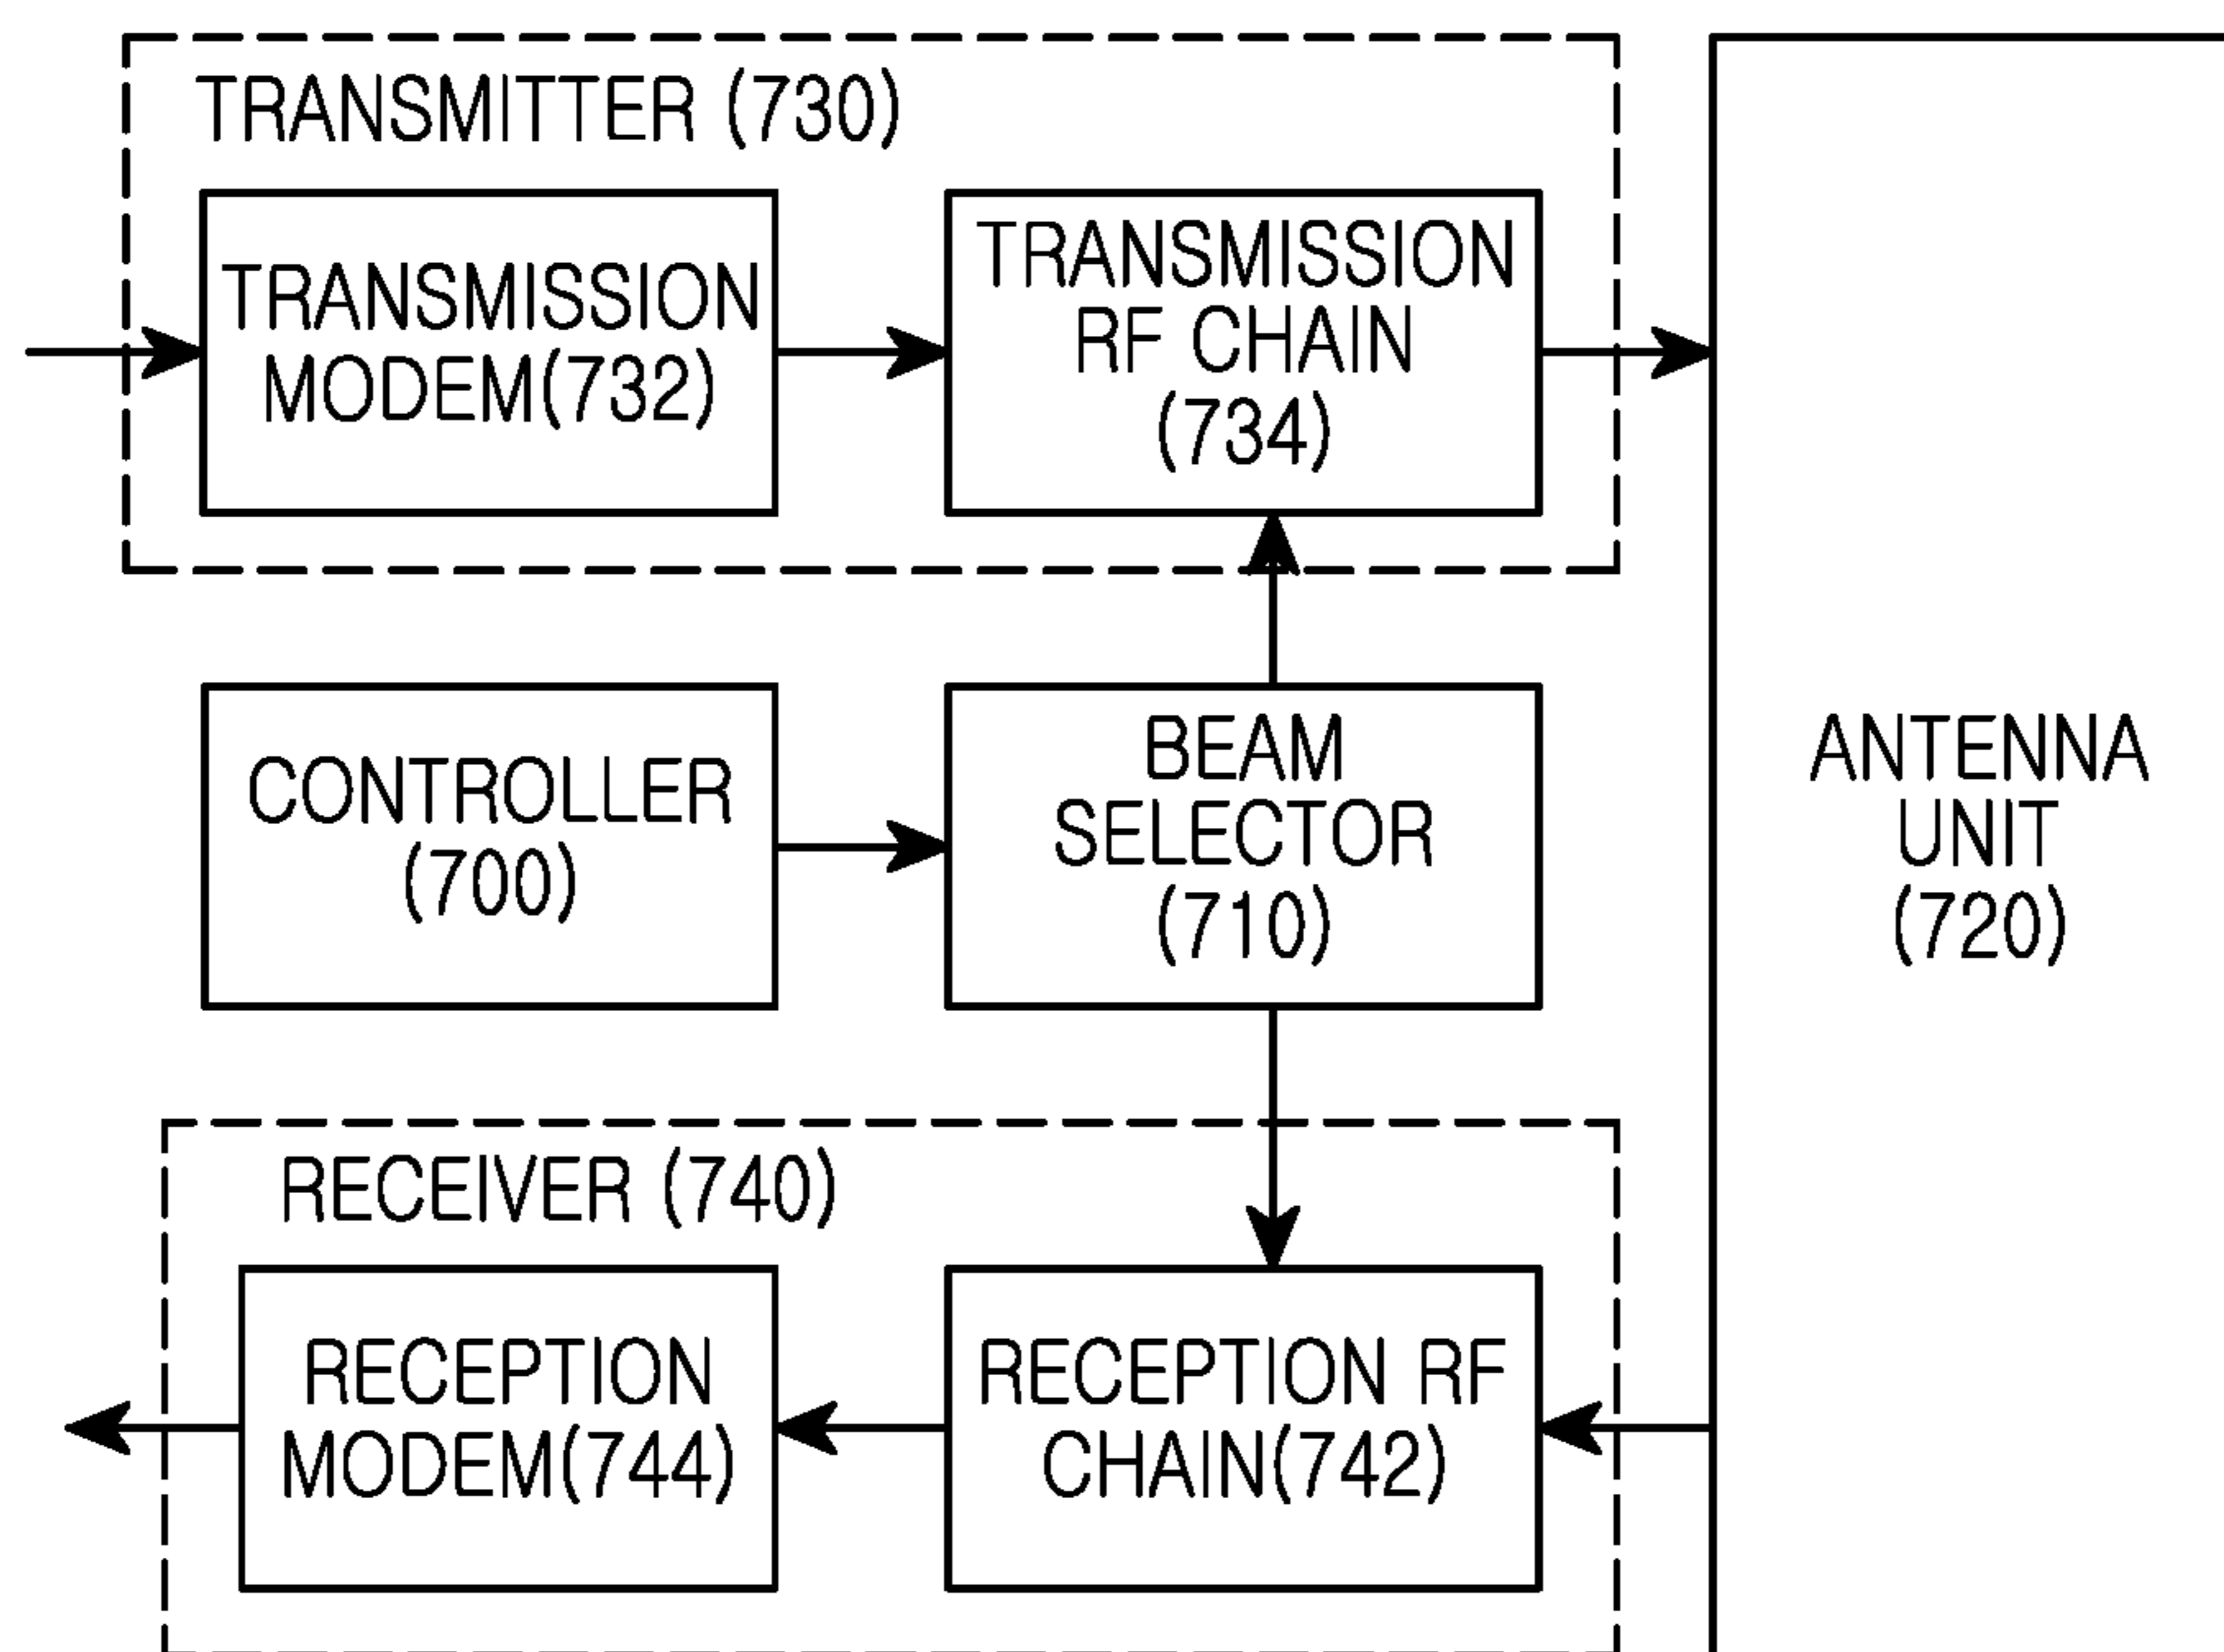 TRANSMITTER (730)
TRANSMISSION
MODEM(732)
TRANSMISSION
RF CHAIN
(734)
CONTROLLER
(700)
BEAM
SELECTOR
(710)
ANTENNA
UNIT
(720)
RECEIVER (740)
RECEPTION
MODEM(744)
RECEPTION RF
CHAIN(742)